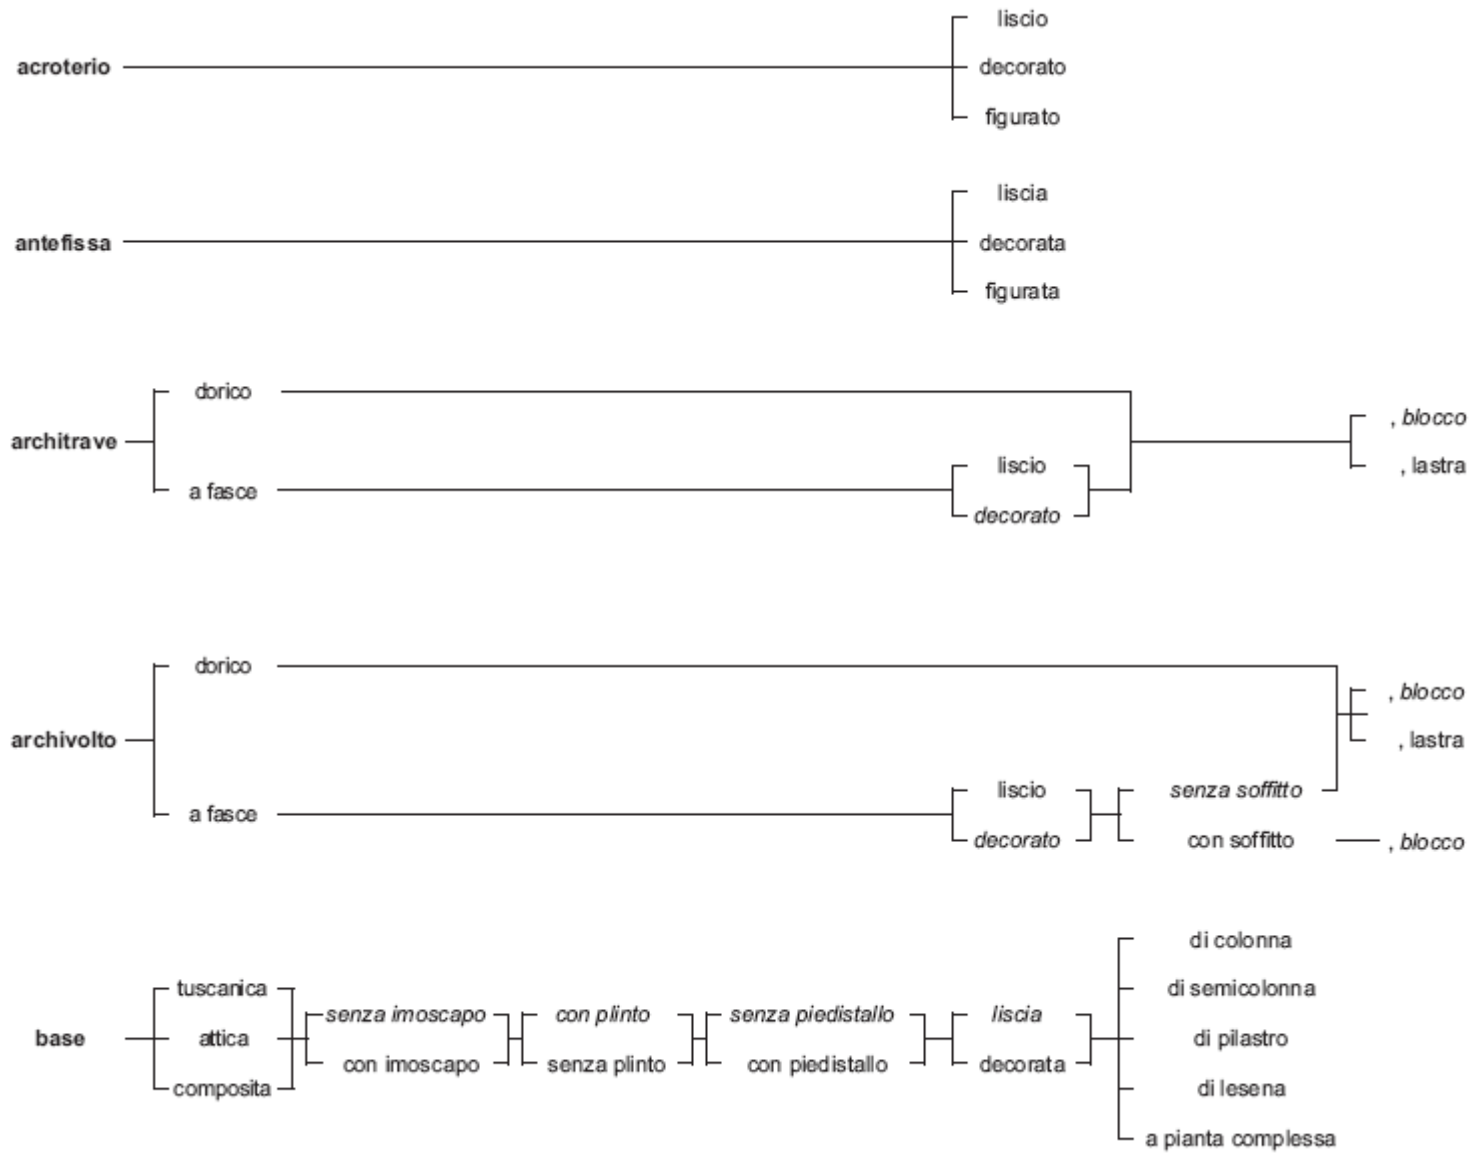 liscio
acroterio decorato
figurato
liscia
antefissa decorata
figurata
dorico
, blocco
architrave
liscio , lastra
a fasce
decorato
dorico
, blocco
archivolto , lastra
liscio senza soffitto
a fasce
decorato con soffitto , blocco
di colonna
tuscanica di semicolonna
senza imoscapo con plinto senza piedistallo liscia
base attica di pilastro
con imoscapo senza plinto con piedistallo decorata
composita di lesena
a pianta complessa